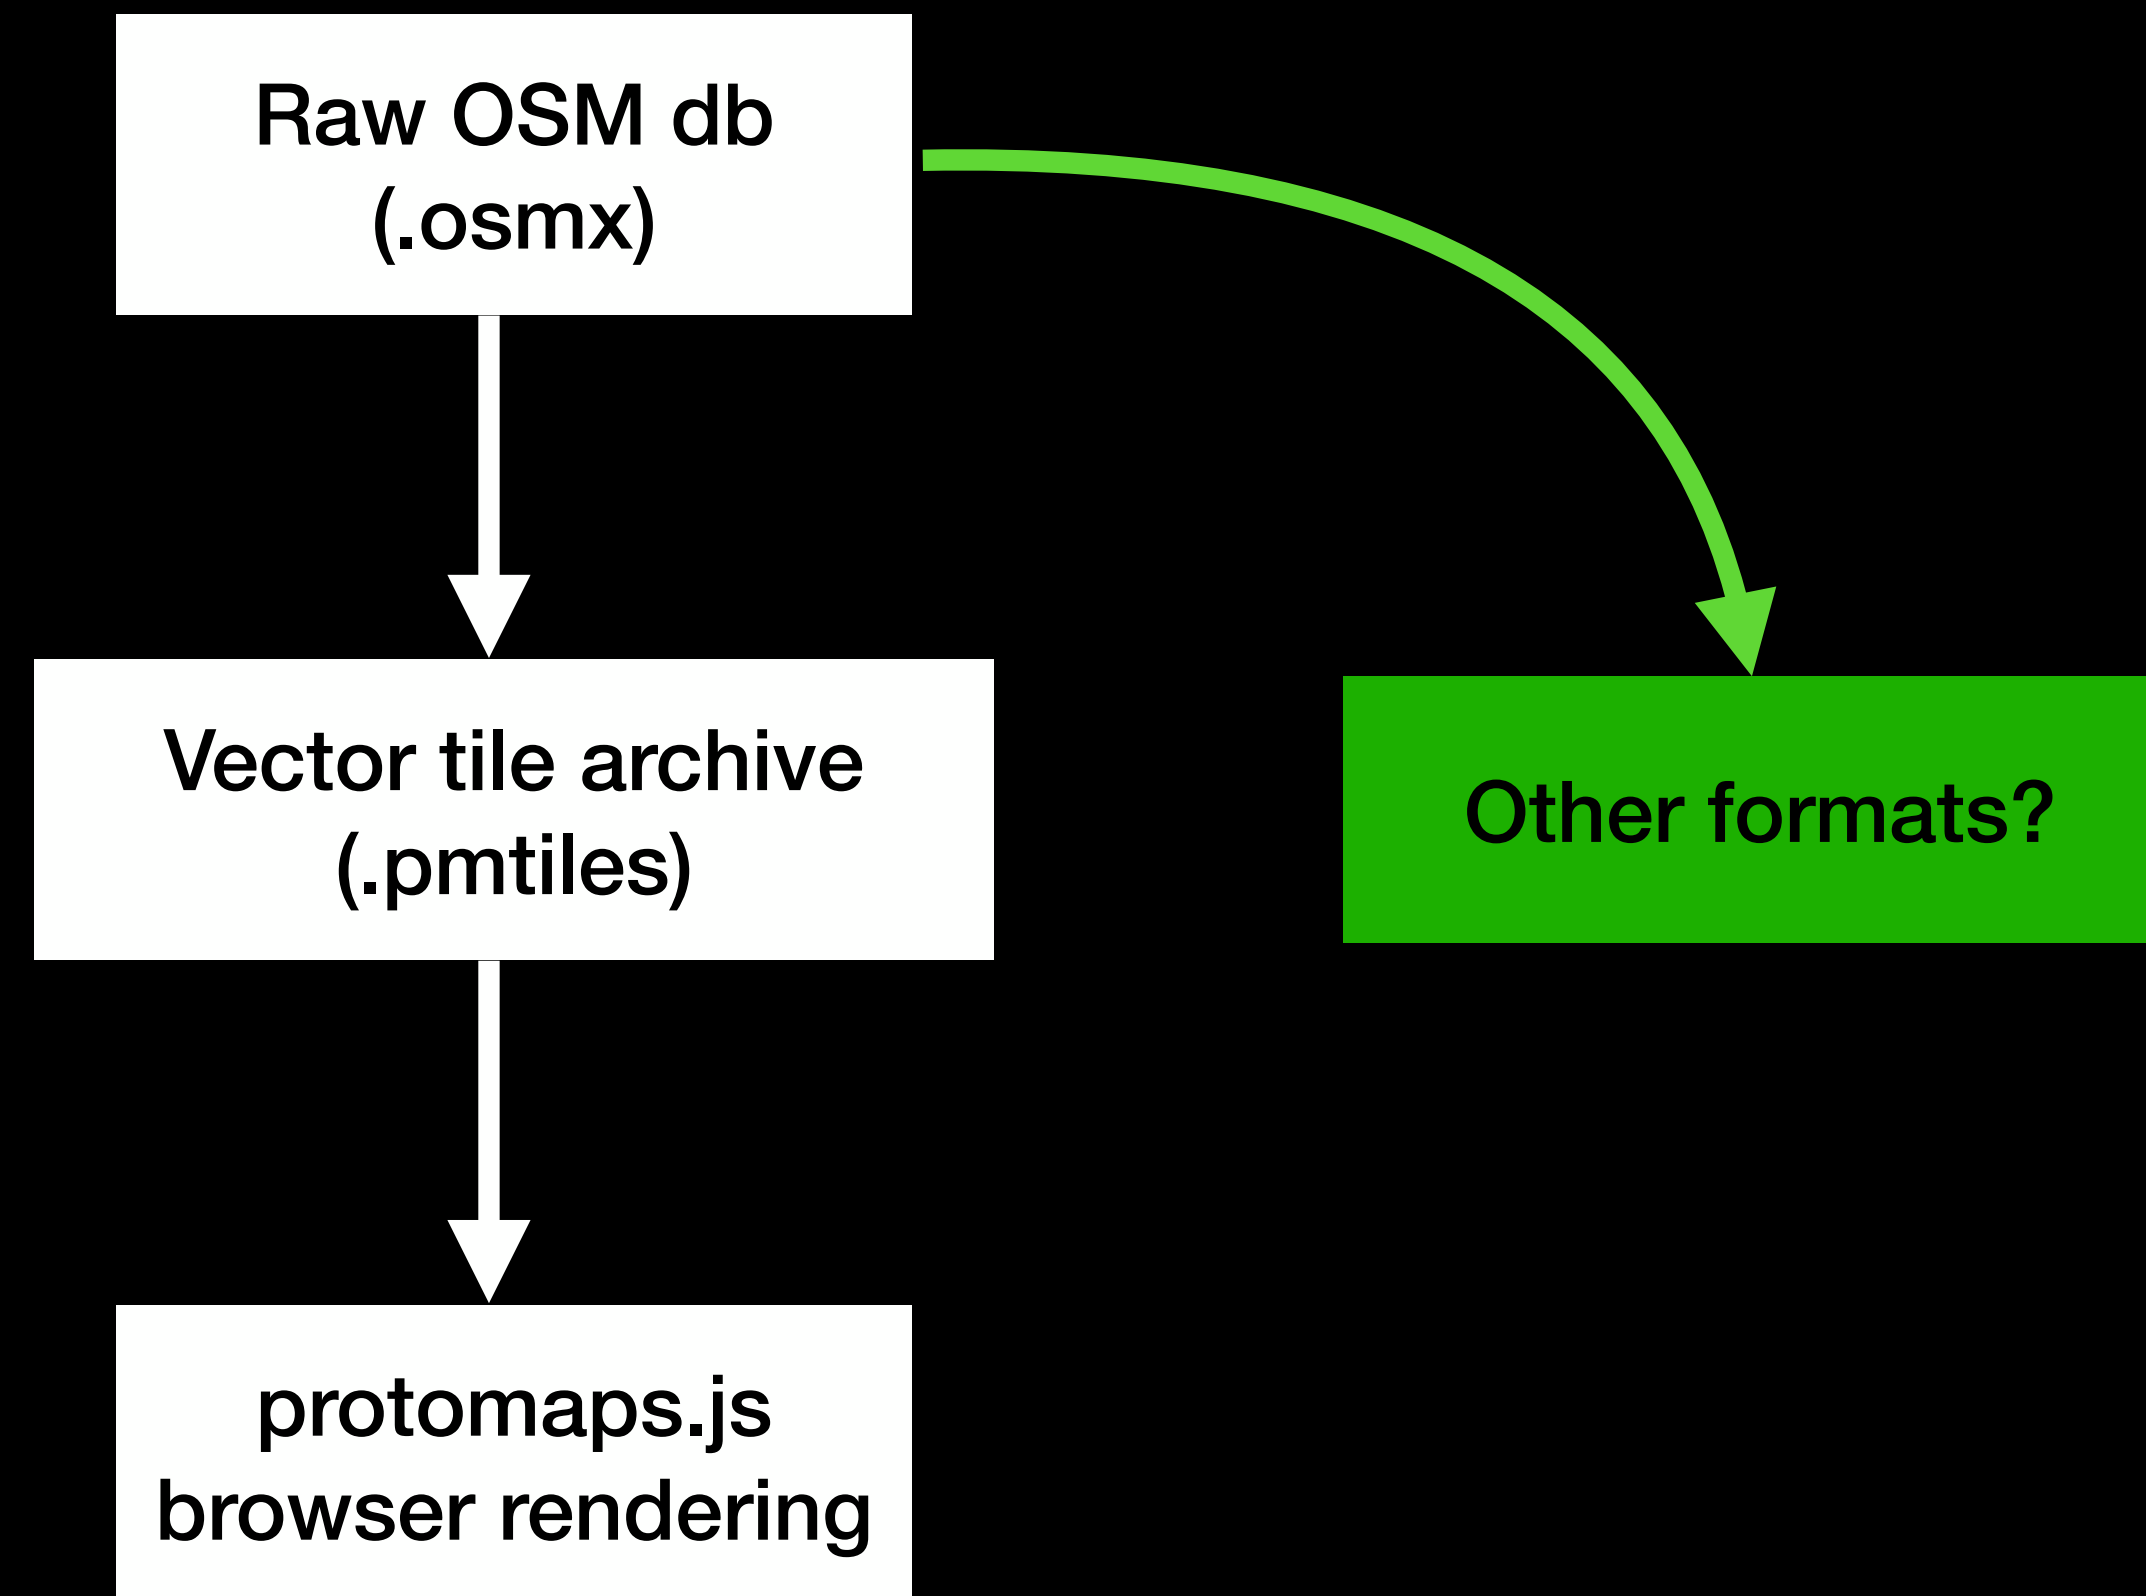 Raw OSM db
(.osmx)
Vector tile archive
(.pmtiles)
Other formats?
protomaps.js
browser rendering